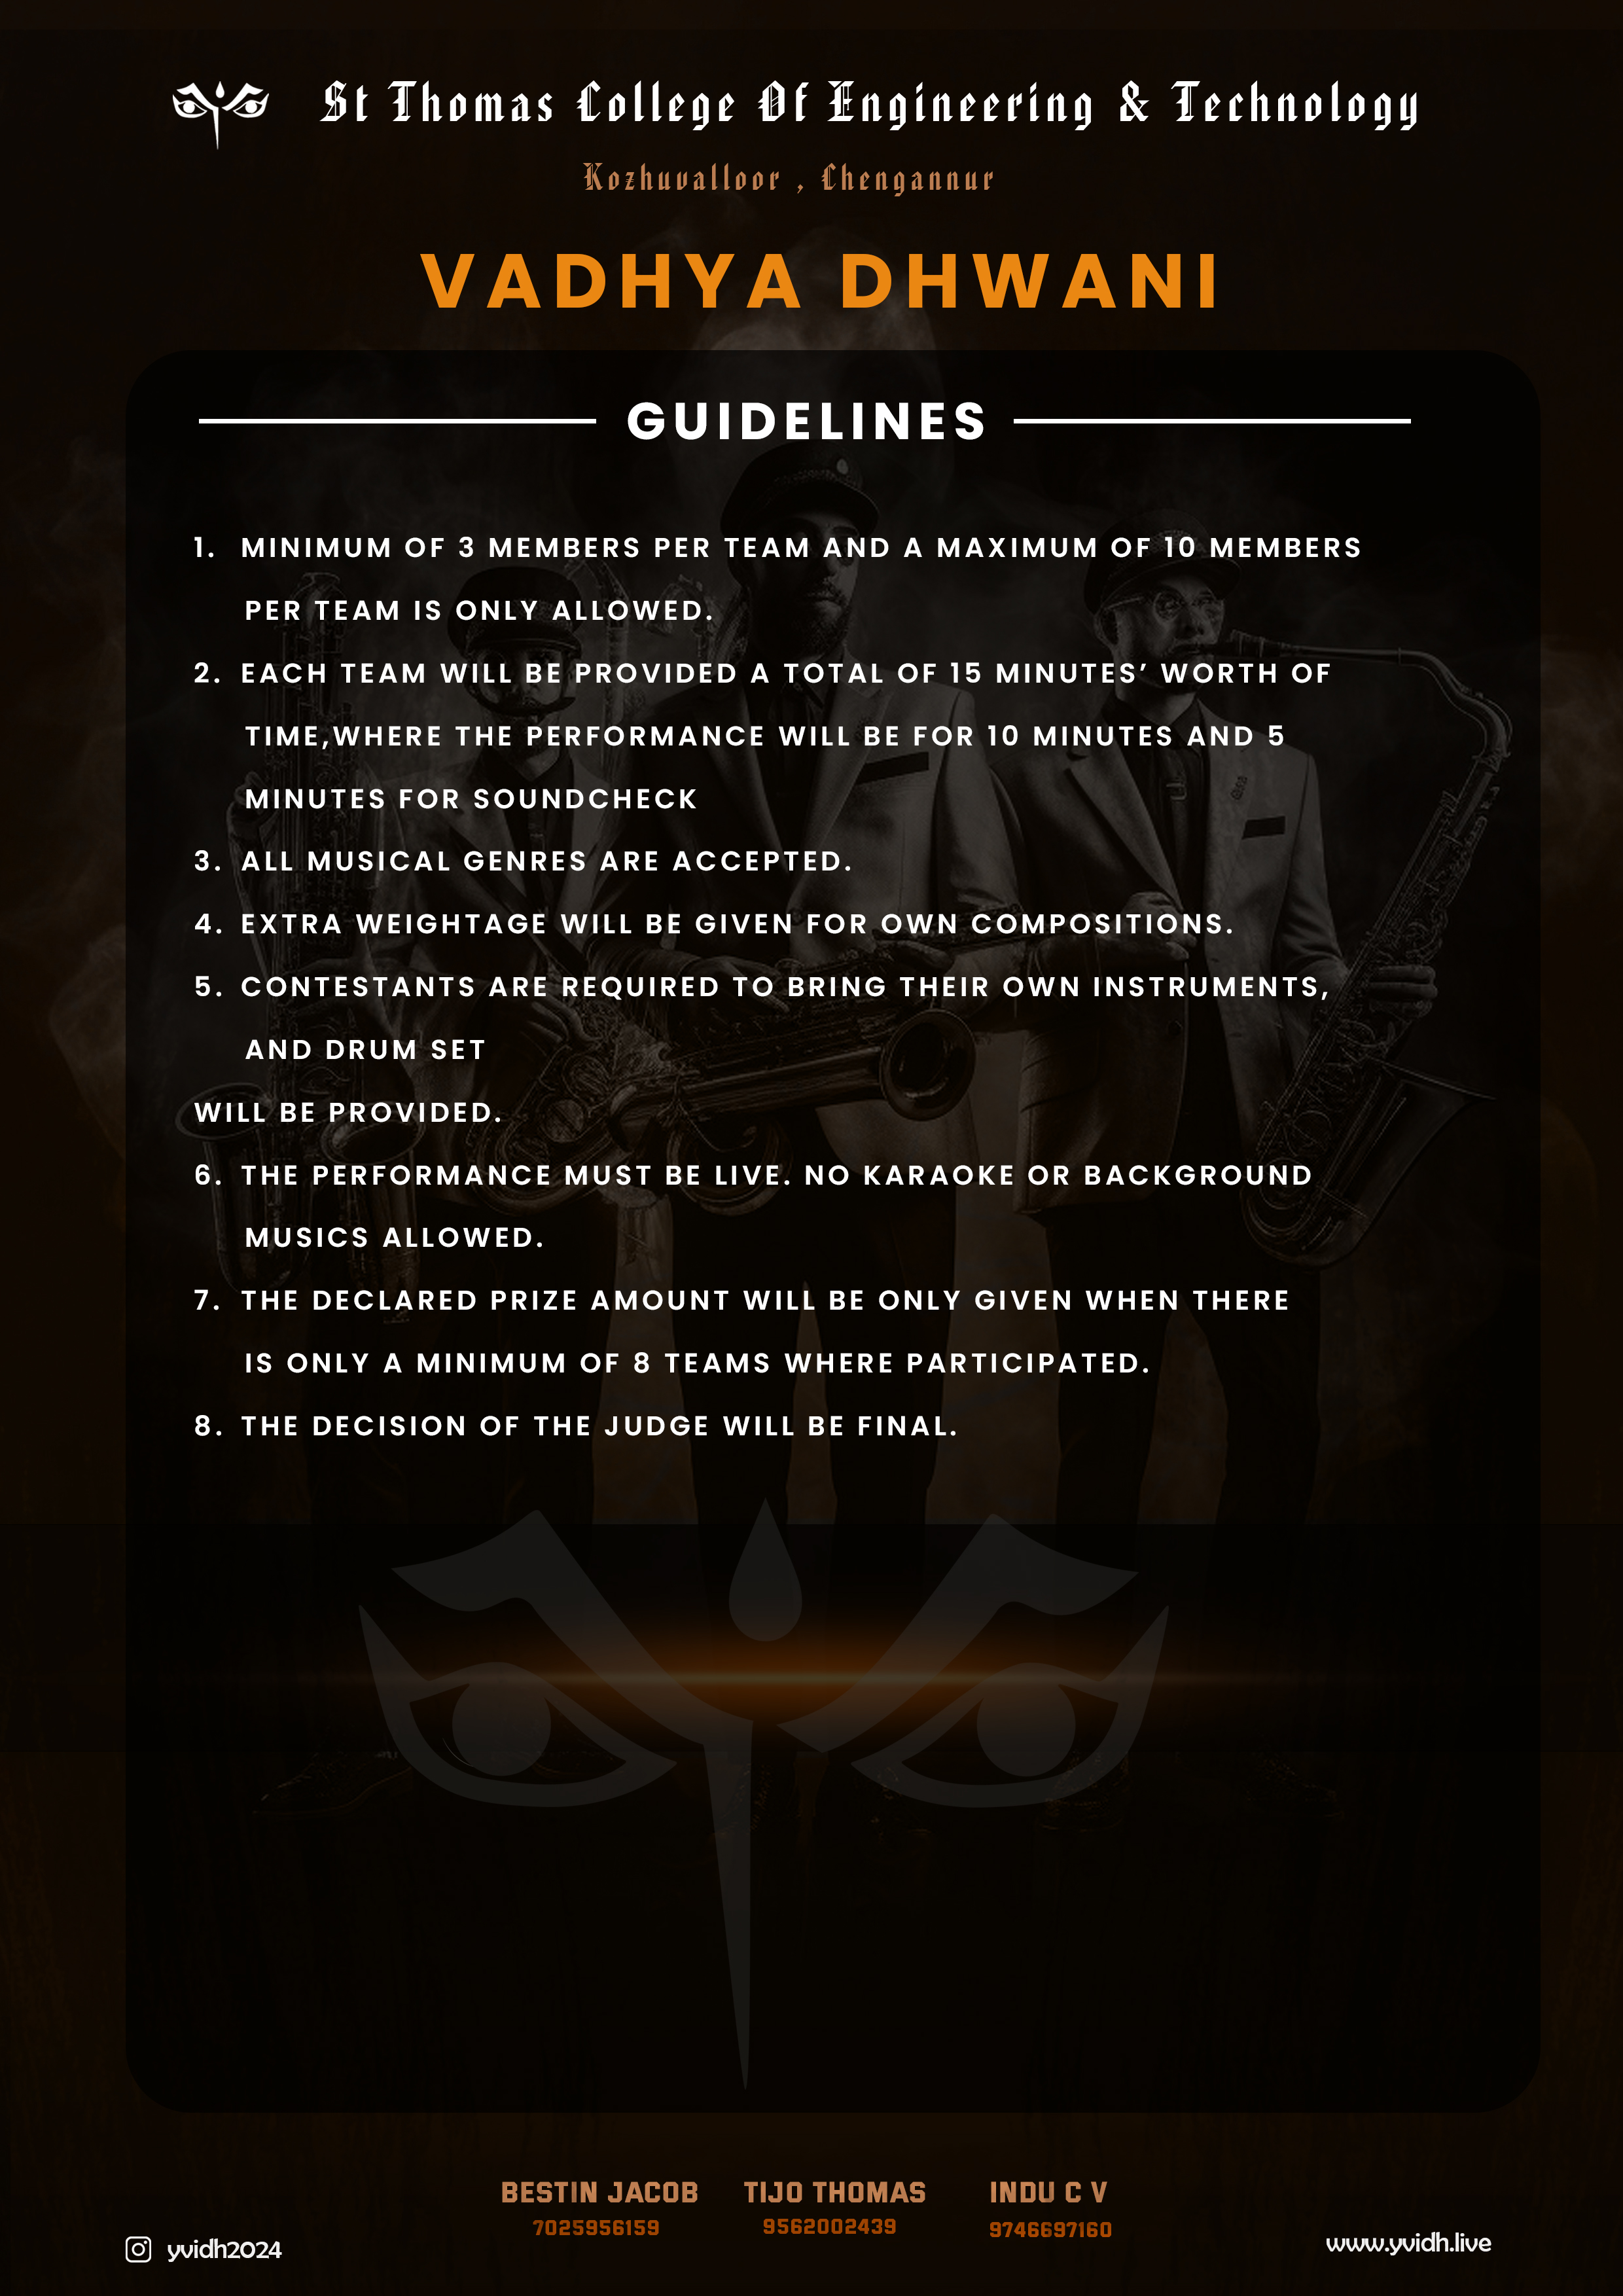 St Thomas College Of Engineering & Technology
Kozhuvalloor , Chengannur
VADHYA DHWANI
GUIDELINES
1. MINIMUM OF 3 MEMBERS PER TEAM AND A MAXIMUM OF 10 MEMBERS
PER TEAM IS ONLY ALLOWED.
2. EACH TEAM WILL BE PROVIDED A TOTAL OF 15 MINUTES’ WORTH OF
TIME,WHERE THE PERFORMANCE WILL BE FOR 10 MINUTES AND 5
MINUTES FOR SOUNDCHECK
3. ALL MUSICAL GENRES ARE ACCEPTED.
4. EXTRA WEIGHTAGE WILL BE GIVEN FOR OWN COMPOSITIONS.
5. CONTESTANTS ARE REQUIRED TO BRING THEIR OWN INSTRUMENTS,
AND DRUM SET
WILL BE PROVIDED.
6. THE PERFORMANCE MUST BE LIVE. NO KARAOKE OR BACKGROUND
MUSICS ALLOWED.
7. THE DECLARED PRIZE AMOUNT WILL BE ONLY GIVEN WHEN THERE
IS ONLY A MINIMUM OF 8 TEAMS WHERE PARTICIPATED.
8. THE DECISION OF THE JUDGE WILL BE FINAL.
BESTIN JACOB TIJO THOMAS INDU C V
7025956159 9562002439 9746697160
yvidh2024 www.yvidh.live